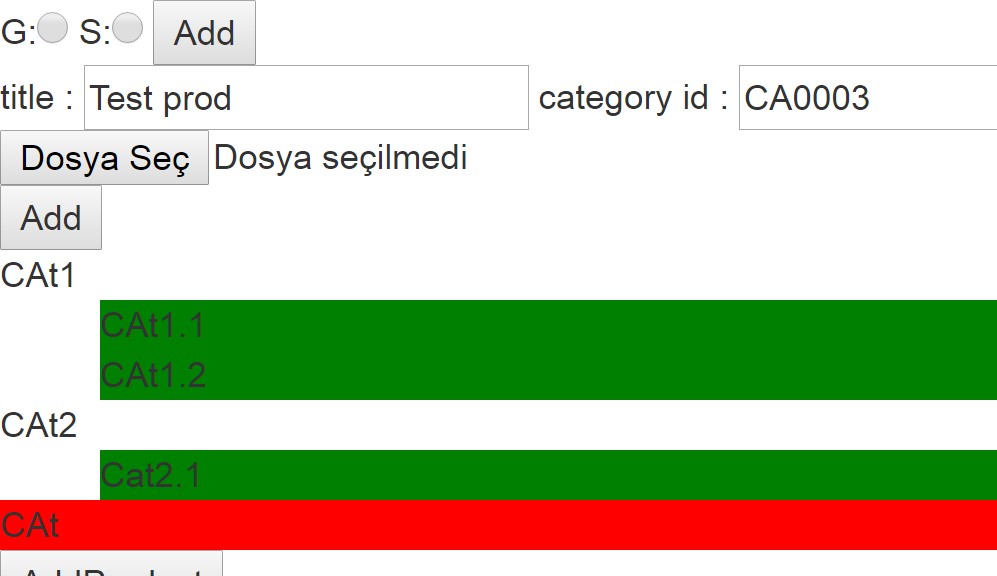 G: S: Add
title : Test prod category id : CA0003
Dosya Seç Dosya seçilmedi
Add
CAt1
CAt1.1
CAt1.2
CAt2
Cat2.1
CAt